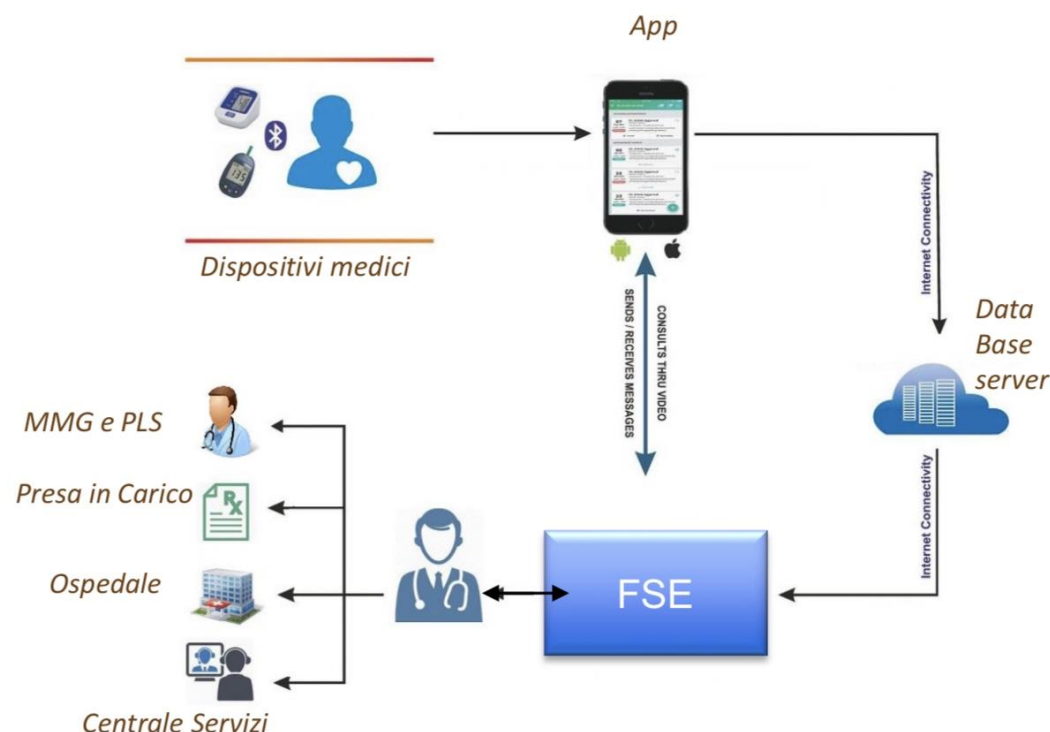 App
Dispositivi medici
Internet Connectivity
Data
Base
server
CONSULTS THRU VIDEO
SENDS / RECEIVES MESSAGES
MMG e PLS
Presa in Carico
Rx
Ospedale
FSE
Internet Connectivity
Centrale Servizi